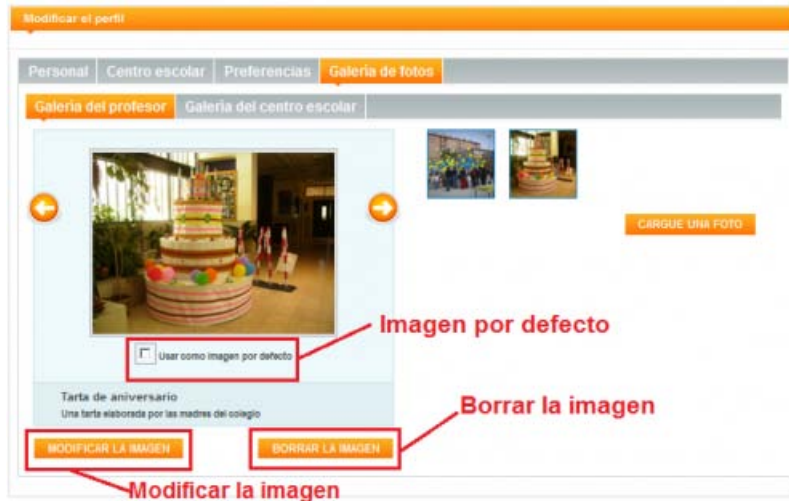 Modificar el perfil
Personal Centro escolar Preferencias Galería de fotos
Galería del profesor Galería del centro escolar
CARGUE UNA FOTO
Imagen por defecto
Usar como imagen por defecto
Tarta de aniversario
Una tarta elaborada por las madres del colegio
Borrar la imagen
MODIFICAR LA IMAGEN BORRAR LA IMAGEN
Modificar la imagen